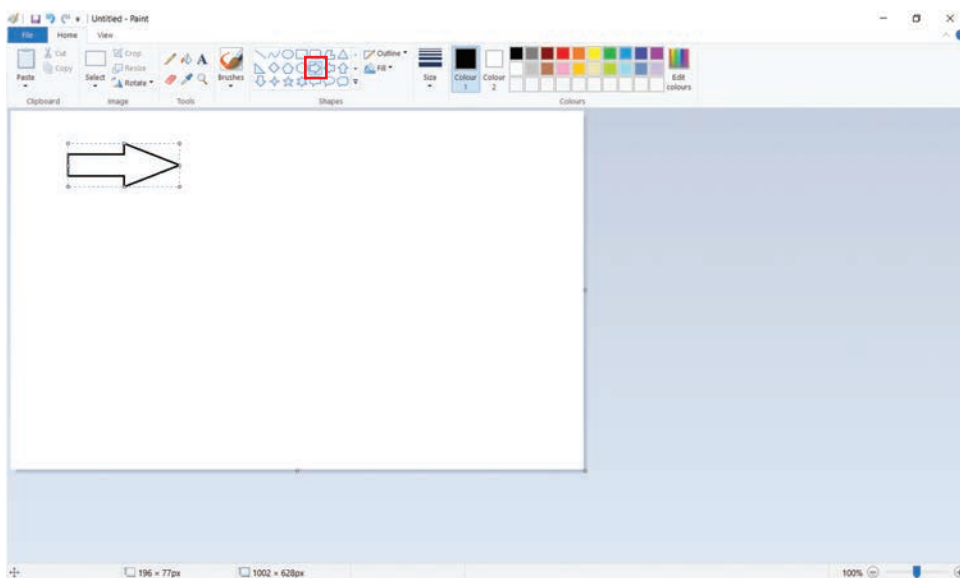 Untitled - Paint
File Home View
Cut
Copy
Paste
Clipboard
Crop
Resize
Rotate
Select
Image
A
Tools
Brushes
Outline
Fill
Shapes
Size
Colour 1
Colour 2
Edit colours
Colours
196 × 77px
1002 × 628px
100%